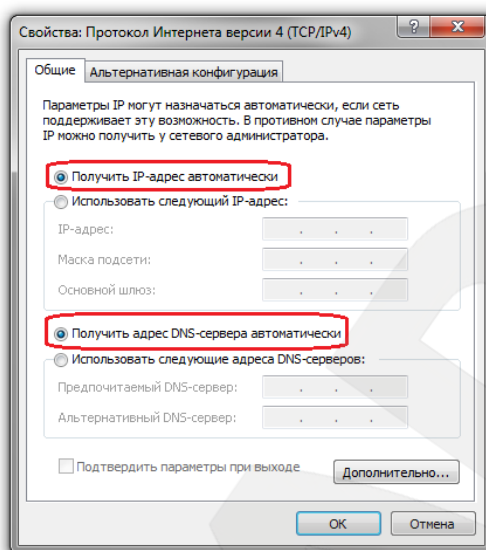 Свойства: Протокол Интернета версии 4 (TCP/IPv4)
Общие
Альтернативная конфигурация
Параметры IP могут назначаться автоматически, если сеть
поддерживает эту возможность. В противном случае параметры
IP можно получить у сетевого администратора.
Получить IP-адрес автоматически
Использовать следующий IP-адрес:
IP-адрес:
Маска подсети:
Основной шлюз:
Получить адрес DNS-сервера автоматически
Использовать следующие адреса DNS-серверов:
Предпочитаемый DNS-сервер:
Альтернативный DNS-сервер:
Подтвердить параметры при выходе
Дополнительно...
ОК
Отмена